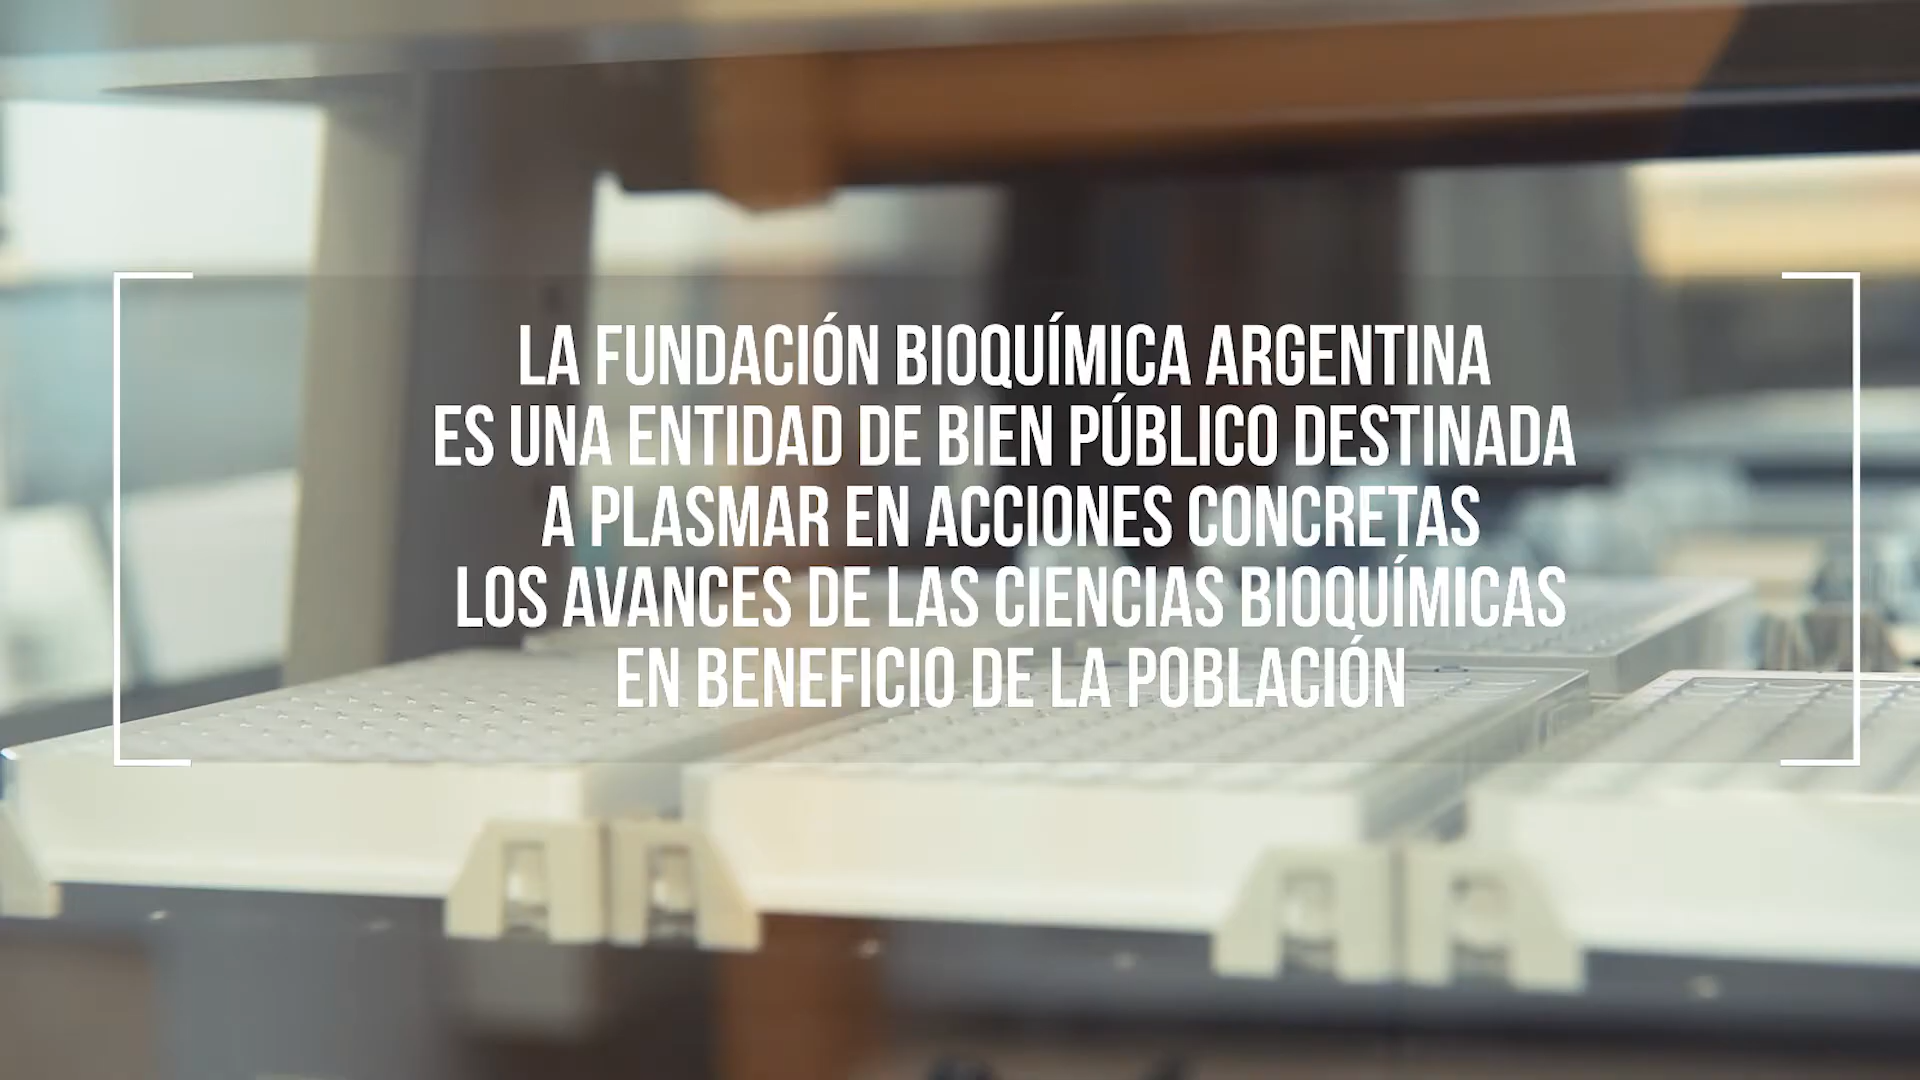 LA FUNDACIÓN BIOQUÍMICA ARGENTINA
ES UNA ENTIDAD DE BIEN PÚBLICO DESTINADA
A PLASMAR EN ACCIONES CONCRETAS
LOS AVANCES DE LAS CIENCIAS BIOQUÍMICAS
EN BENEFICIO DE LA POBLACIÓN